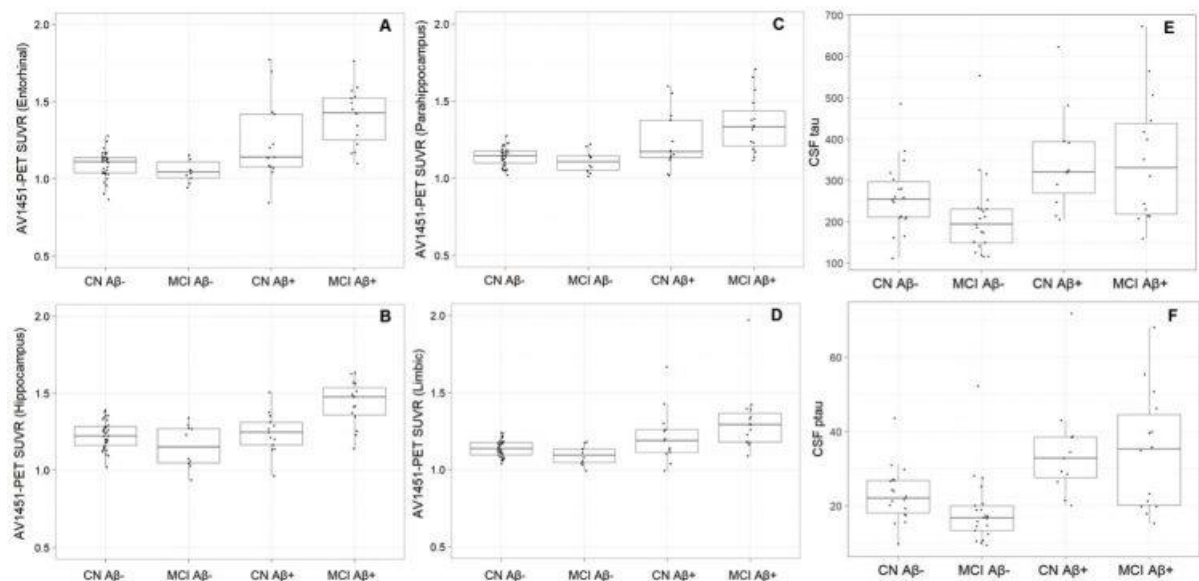 A
AV1451-PET SUVR (Entorhinal)
2.0
1.5
1.0
0.5
CN Aβ-
MCI Aβ-
CN Aβ+
MCI Aβ+
C
AV1451-PET SUVR (Parahippocampus)
2.0
1.5
1.0
0.5
CN Aβ-
MCI Aβ-
CN Aβ+
MCI Aβ+
E
CSF tau
700
600
500
400
300
200
100
CN Aβ-
MCI Aβ-
CN Aβ+
MCI Aβ+
B
AV1451-PET SUVR (Hippocampus)
2.0
1.5
1.0
0.5
CN Aβ-
MCI Aβ-
CN Aβ+
MCI Aβ+
D
AV1451-PET SUVR (Limbic)
2.0
1.5
1.0
0.5
CN Aβ-
MCI Aβ-
CN Aβ+
MCI Aβ+
F
CSF ptau
60
40
20
CN Aβ-
MCI Aβ-
CN Aβ+
MCI Aβ+